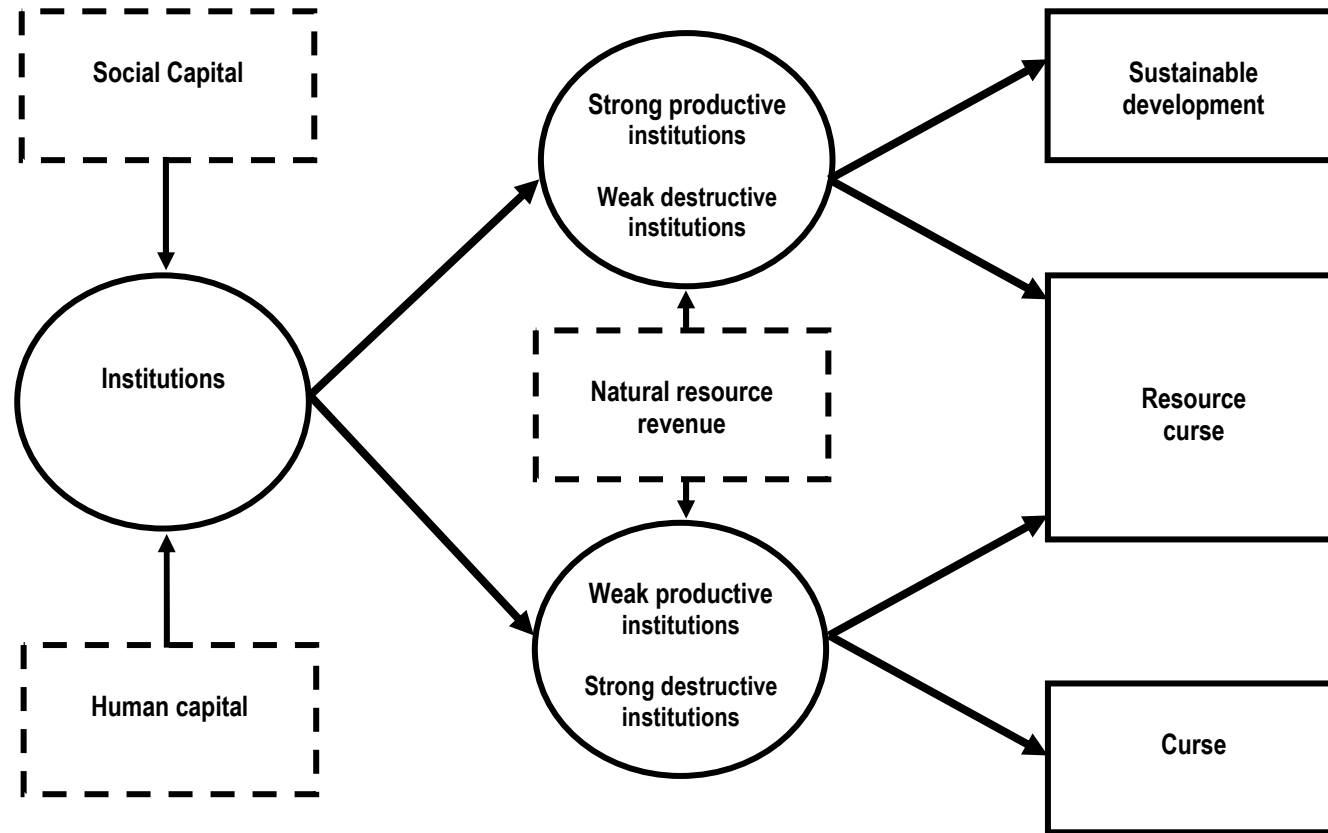 Social Capital
Institutions
Human capital
Strong productive
institutions
Weak destructive
institutions
Natural resource
revenue
Weak productive
institutions
Strong destructive
institutions
Sustainable
development
Resource
curse
Curse